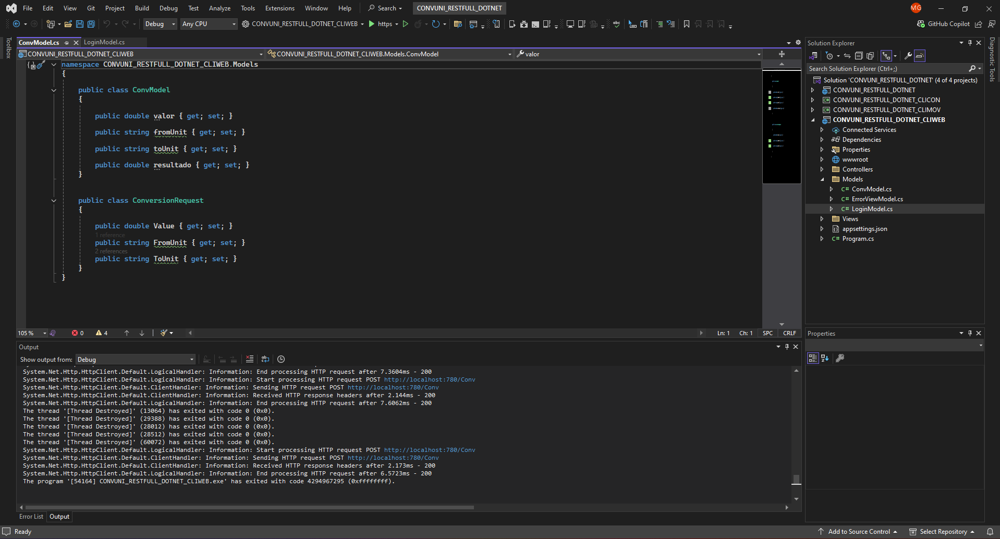 File Edit View Git Project Build Debug Test Analyze Tools Extensions Window Help Search CONVUNI_RESTFULL_DOTNET MG
Debug Any CPU CONVUNI_RESTFULL_DOTNET_CLIWEB https GitHub Copilot
Toolbox
ConvModel.cs LoginModel.cs
CONVUNI_RESTFULL_DOTNET_CLIWEB CONVUNI_RESTFULL_DOTNET_CLIWEB.Models.ConvModel valor
namespace CONVUNI_RESTFULL_DOTNET_CLIWEB.Models
{
public class ConvModel
{
public double valor { get; set; }
public string fromUnit { get; set; }
public string toUnit { get; set; }
public double resultado { get; set; }
}
public class ConversionRequest
{
public double Value { get; set; }
1 reference
public string FromUnit { get; set; }
2 references
public string ToUnit { get; set; }
}
}
105 % 0 4 Ln: 1 Ch: 1 SPC CRLF
Output
Show output from: Debug
System.Net.Http.HttpClient.Default.LogicalHandler: Information: End processing HTTP request after 7.3604ms - 200
System.Net.Http.HttpClient.Default.LogicalHandler: Information: Start processing HTTP request POST http://localhost:780/Conv
System.Net.Http.HttpClient.Default.ClientHandler: Information: Sending HTTP request POST http://localhost:780/Conv
System.Net.Http.HttpClient.Default.ClientHandler: Information: Received HTTP response headers after 2.144ms - 200
System.Net.Http.HttpClient.Default.LogicalHandler: Information: End processing HTTP request after 7.6062ms - 200
The thread '[Thread Destroyed]' (13064) has exited with code 0 (0x0).
The thread '[Thread Destroyed]' (29388) has exited with code 0 (0x0).
The thread '[Thread Destroyed]' (28012) has exited with code 0 (0x0).
The thread '[Thread Destroyed]' (28512) has exited with code 0 (0x0).
The thread '[Thread Destroyed]' (60072) has exited with code 0 (0x0).
System.Net.Http.HttpClient.Default.LogicalHandler: Information: Start processing HTTP request POST http://localhost:780/Conv
System.Net.Http.HttpClient.Default.ClientHandler: Information: Sending HTTP request POST http://localhost:780/Conv
System.Net.Http.HttpClient.Default.ClientHandler: Information: Received HTTP response headers after 2.173ms - 200
System.Net.Http.HttpClient.Default.LogicalHandler: Information: End processing HTTP request after 6.5723ms - 200
The program '[54164] CONVUNI_RESTFULL_DOTNET_CLIWEB.exe' has exited with code 4294967295 (0xffffffff).
Error List Output
Solution Explorer
Search Solution Explorer (Ctrl+;)
Solution 'CONVUNI_RESTFULL_DOTNET' (4 of 4 projects)
CONVUNI_RESTFULL_DOTNET
CONVUNI_RESTFULL_DOTNET_CLICON
CONVUNI_RESTFULL_DOTNET_CLIMOV
CONVUNI_RESTFULL_DOTNET_CLIWEB
Connected Services
Dependencies
Properties
wwwroot
Controllers
Models
C# ConvModel.cs
C# ErrorViewModel.cs
C# LoginModel.cs
Views
appsettings.json
C# Program.cs
Properties
Diagnostic Tools
Ready Add to Source Control Select Repository